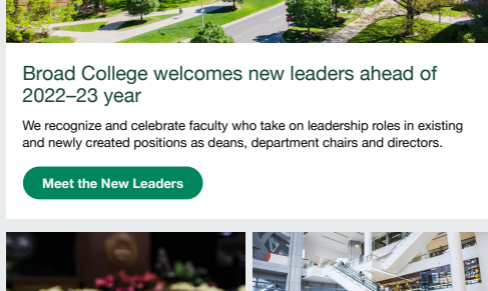 Broad College welcomes new leaders ahead of
2022–23 year
We recognize and celebrate faculty who take on leadership roles in existing
and newly created positions as deans, department chairs and directors.
Meet the New Leaders